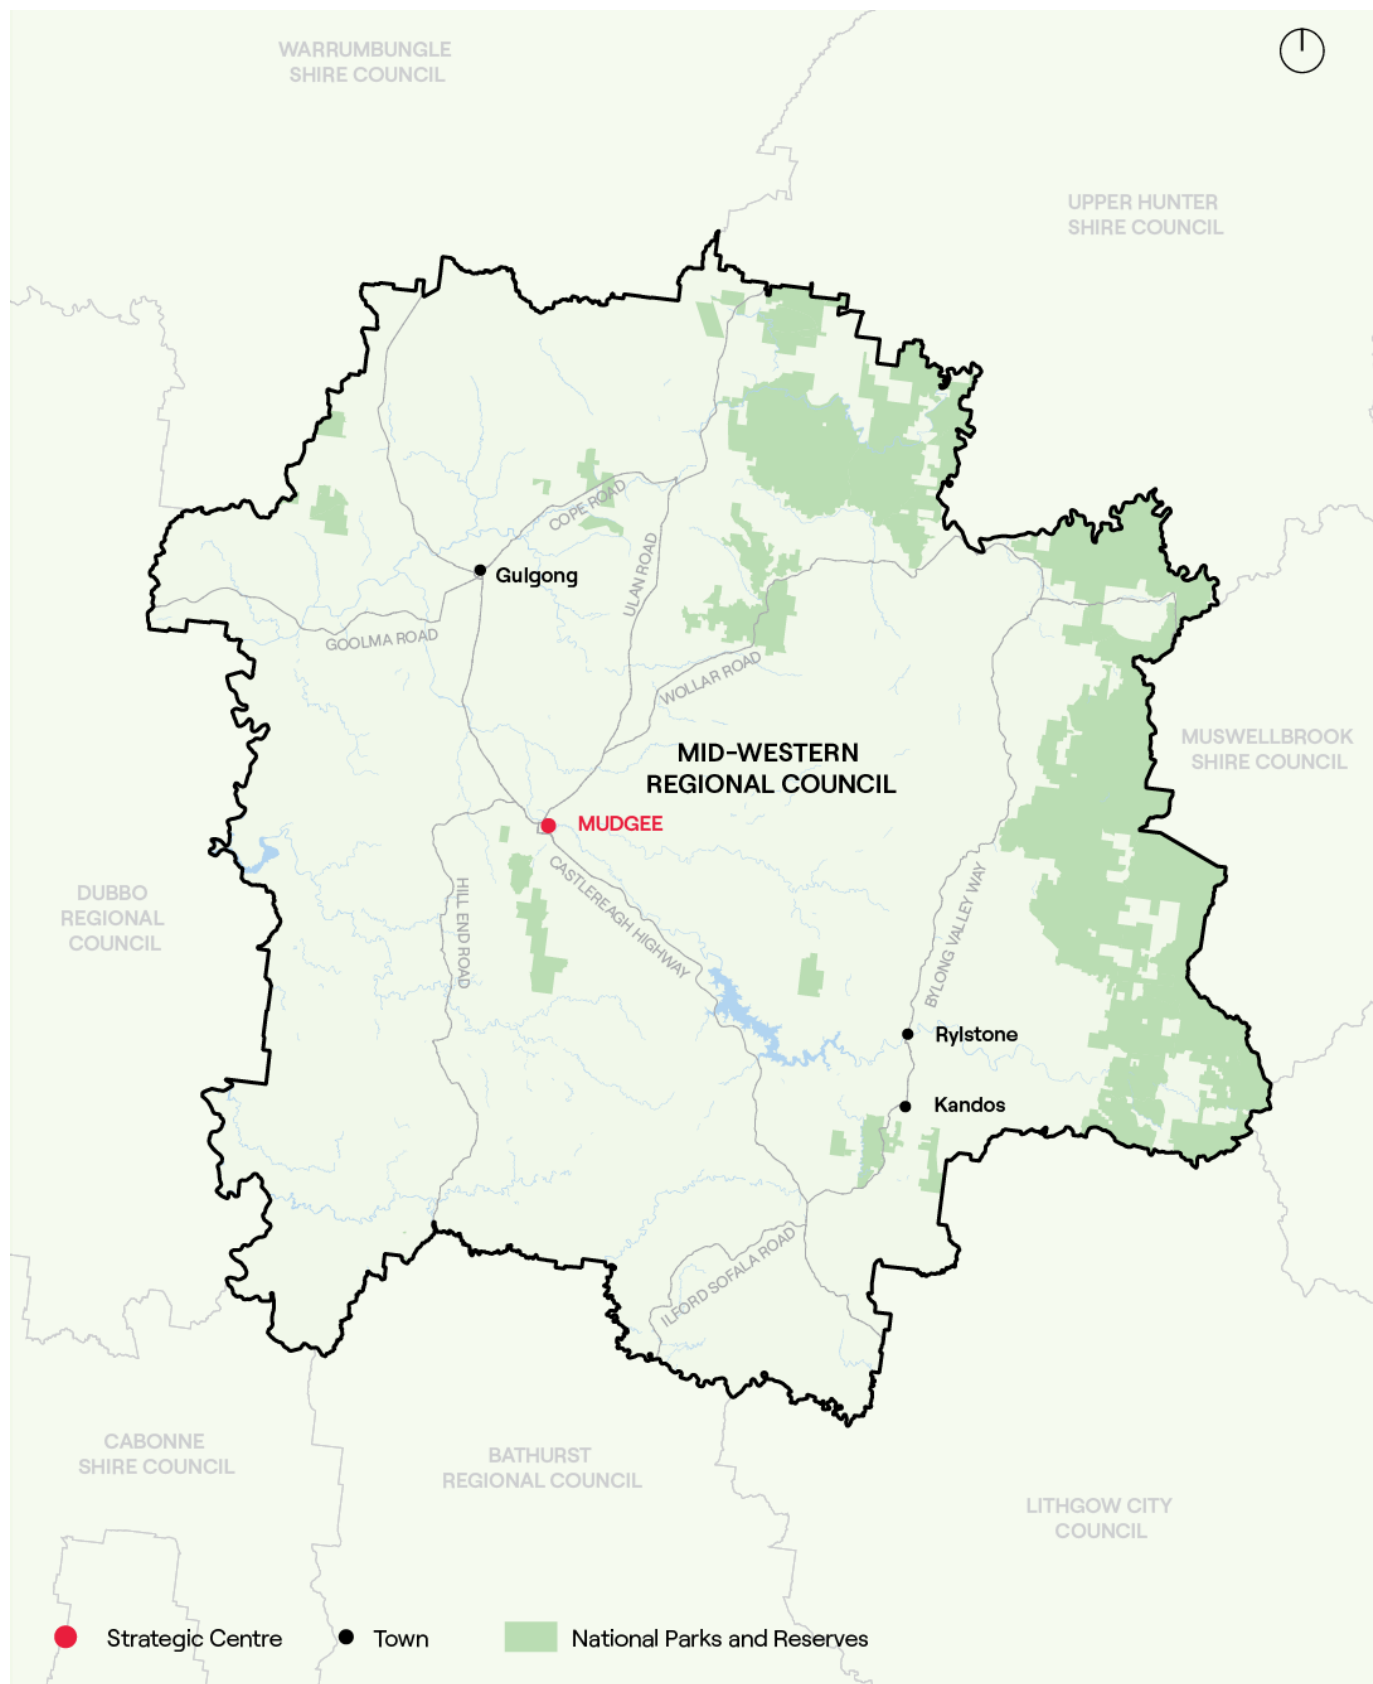 WARRUMBUNGLE
SHIRE COUNCIL
UPPER HUNTER
SHIRE COUNCIL
COPE ROAD
ULAN ROAD
Gulgong
GOOLMA ROAD
WOLLAR ROAD
MID-WESTERN
REGIONAL COUNCIL
MUSWELLBROOK
SHIRE COUNCIL
MUDGEE
DUBBO
REGIONAL
COUNCIL
HILL END ROAD
CASTLEREAGH HIGHWAY
BYLONG VALLEY WAY
Rylstone
Kandos
ILFORD SOFALA ROAD
CABONNE
SHIRE COUNCIL
BATHURST
REGIONAL COUNCIL
LITHGOW CITY
COUNCIL
Strategic Centre
Town
National Parks and Reserves